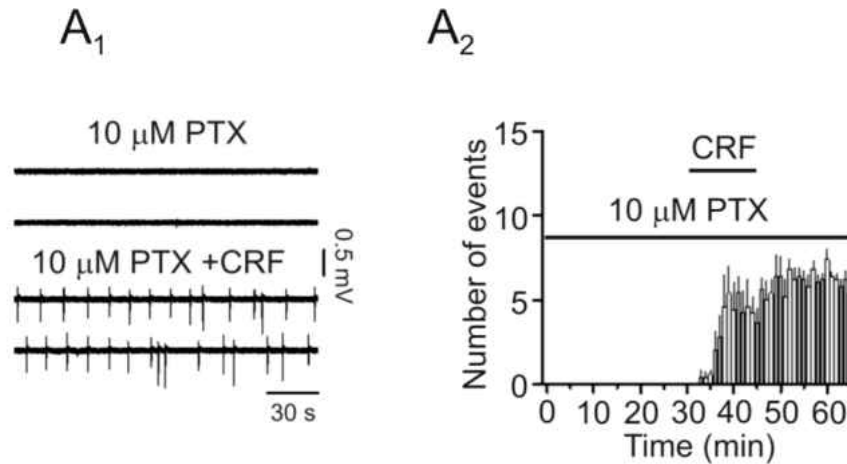 A1
10 μM PTX
10 μM PTX +CRF
0.5 mV
30 s
A2
15
10
5
0
Number of events
CRF
10 μM PTX
0 10 20 30 40 50 60
Time (min)